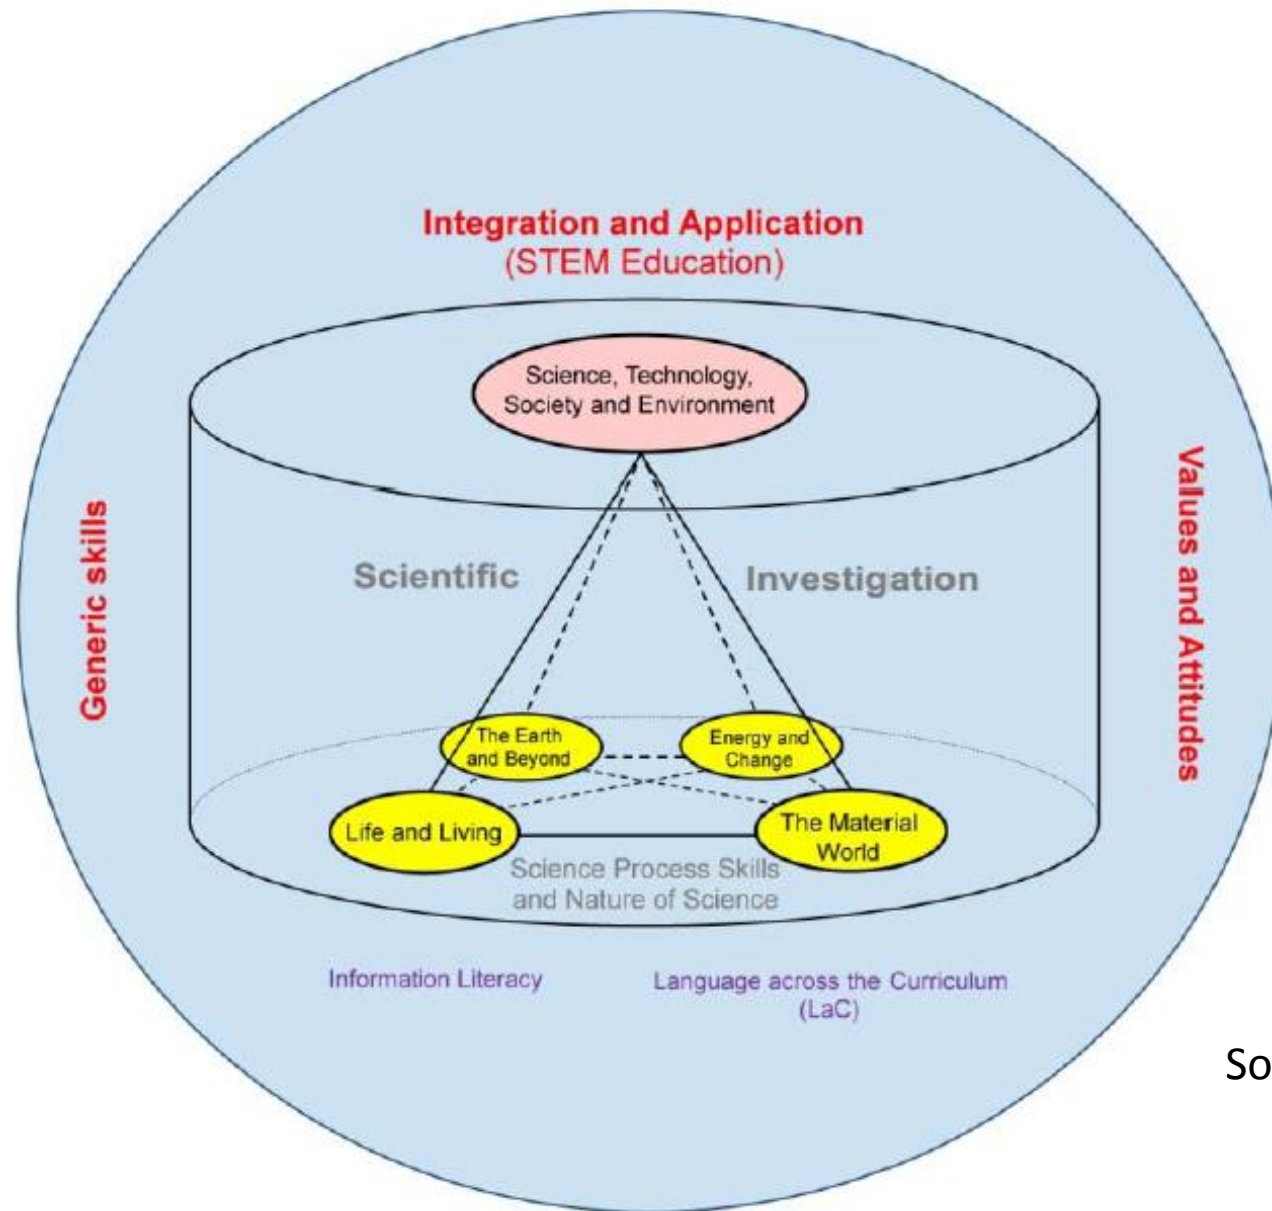 Integration and Application
(STEM Education)
Science, Technology,
Society and Environment
Generic skills
Values and Attitudes
Scientific
Investigation
The Earth
and Beyond
Energy and
Change
Life and Living
The Material
World
Science Process Skills
and Nature of Science
Information Literacy
Language across the Curriculum
(LaC)
So